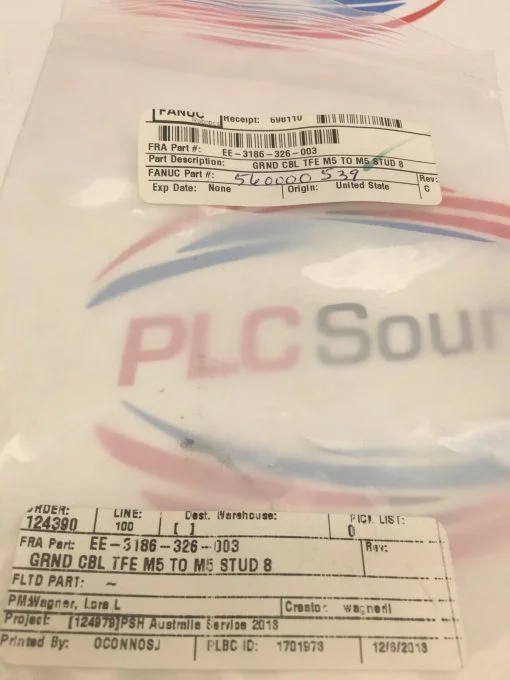 FANUC Receipt: 698110
FRA Part #: EE-3186-326-003
Part Description: GRND CBL TFE M5 TO M5 STUD 8
FANUC Part #: 560000539 Rev: C
Exp Date: None Origin: United State
PLC Sour
ORDER: 124390 LINE: 100 Dest. Warehouse: [ ] PICK LIST: 0
FRA Part: EE-3186-326-003 Rev:
GRND CBL TFE M5 TO M5 STUD 8
FLTD PART: ~
PM:Wagner, Lora L Creator: wagnerll
Project: [124979]PSH Australia Service 2013
Printed By: OCONNOSJ PLBC ID: 1701973 12/6/2013